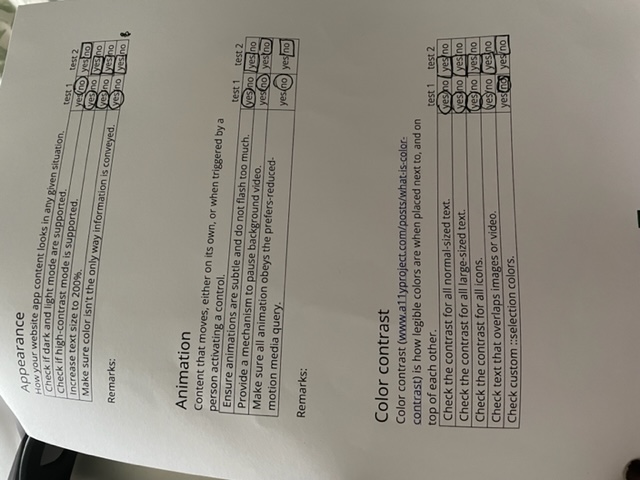 Appearance
How your website app content looks in any given situation.
test 1 test 2
Check if dark and light mode are supported. yes/no yes/no
Check if high-contrast mode is supported. yes/no yes/no
Increase text size to 200%. yes/no yes/no
Make sure color isn't the only way information is conveyed. yes/no yes/no
Remarks:
Animation
Content that moves, either on its own, or when triggered by a
person activating a control.
test 1 test 2
Ensure animations are subtle and do not flash too much. yes/no yes/no
Provide a mechanism to pause background video. yes/no yes/no
Make sure all animation obeys the prefers-reduced-
motion media query. yes/no yes/no
Remarks:
Color contrast
Color contrast (www.a11yproject.com/posts/what-is-color-
contrast) is how legible colors are when placed next to, and on
top of each other.
test 1 test 2
Check the contrast for all normal-sized text. yes/no yes/no
Check the contrast for all large-sized text. yes/no yes/no
Check the contrast for all icons. yes/no yes/no
Check text that overlaps images or video. yes/no yes/no
Check custom ::selection colors. yes/no yes/no